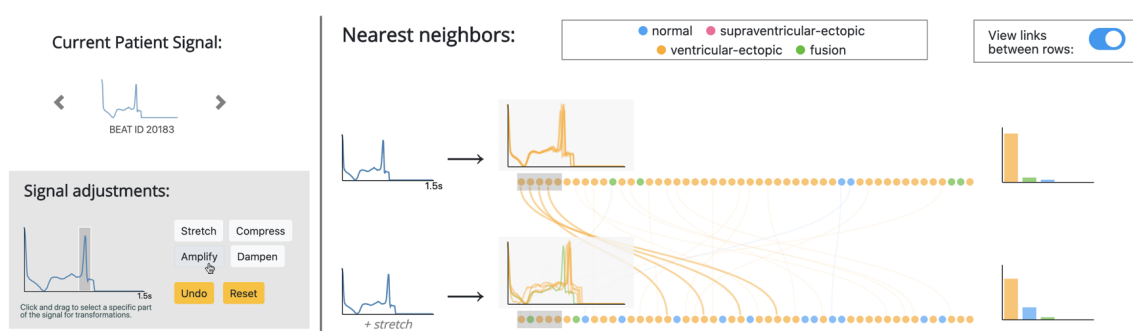 Current Patient Signal:
BEAT ID 20183
Signal adjustments:
Stretch
Compress
Amplify
Dampen
Undo
Reset
1.5s
Click and drag to select a specific part
of the signal for transformations.
Nearest neighbors:
normal
supraventricular-ectopic
ventricular-ectopic
fusion
View links
between rows:
1.5s
+ stretch